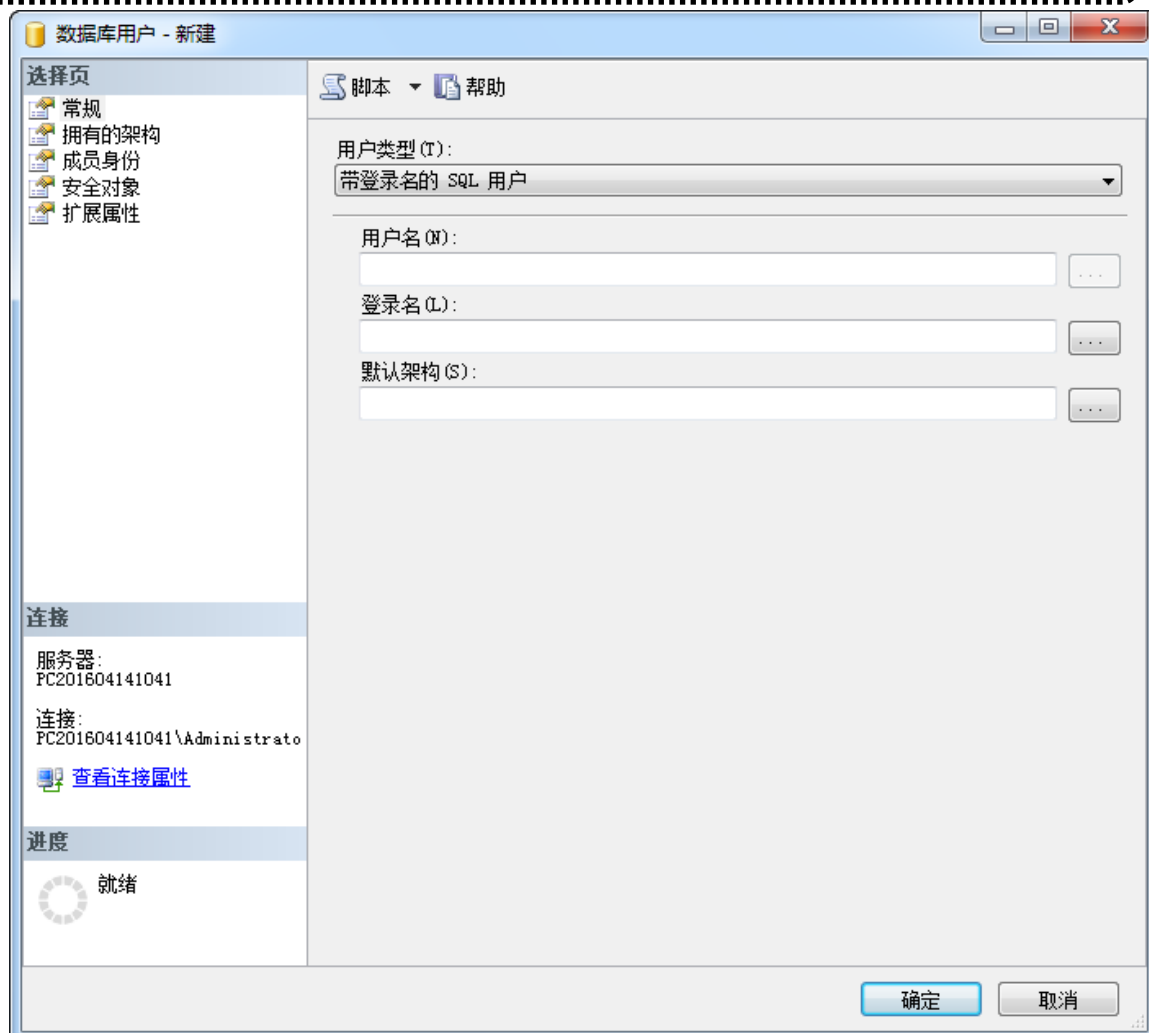 数据库用户 - 新建
选择页
常规
拥有的架构
成员身份
安全对象
扩展属性
脚本
帮助
用户类型(T):
带登录名的 SQL 用户
用户名(N):
...
登录名(L):
...
默认架构(S):
...
连接
服务器:
PC201604141041
连接:
PC201604141041\Administrato
查看连接属性
进度
就绪
确定
取消